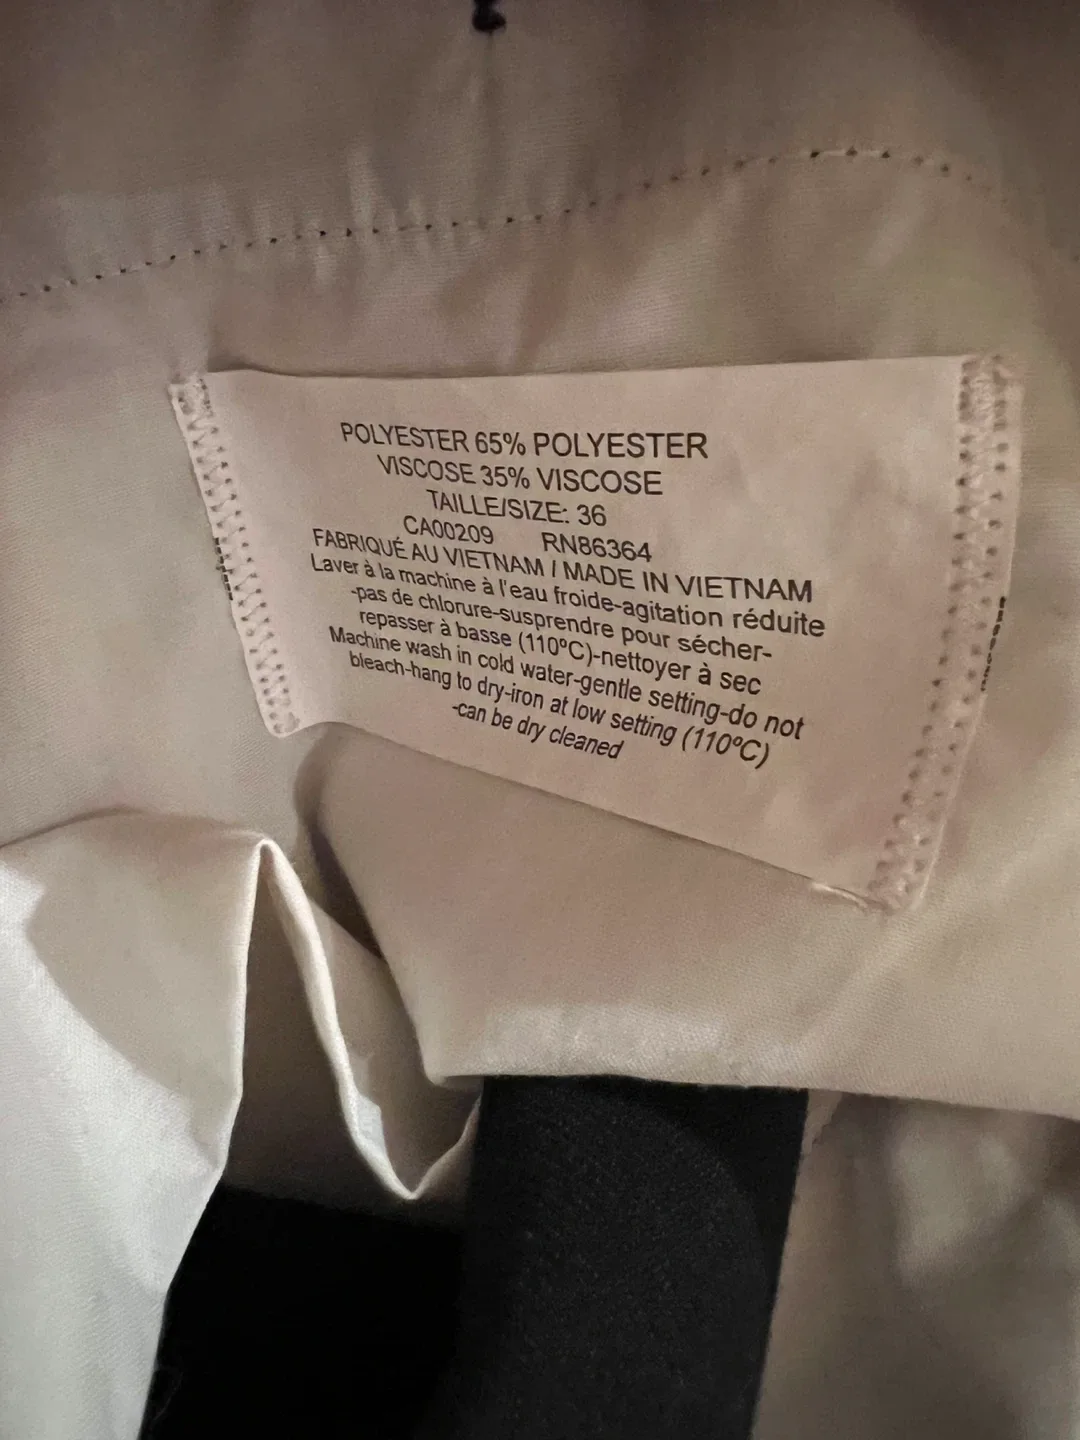 POLYESTER 65% POLYESTER
VISCOSE 35% VISCOSE
TAILLE/SIZE: 36
CA00209 RN86364
FABRIQUÉ AU VIETNAM / MADE IN VIETNAM
Laver à la machine à l'eau froide-agitation réduite
-pas de chlorure-susprendre pour sécher-
repasser à basse (110ºC)-nettoyer à sec
Machine wash in cold water-gentle setting-do not
bleach-hang to dry-iron at low setting (110ºC)
-can be dry cleaned